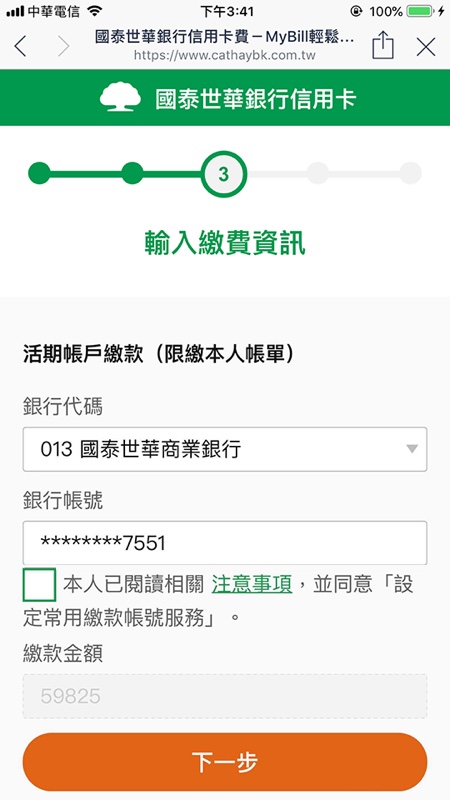 中華電信 下午3:41 100%
國泰世華銀行信用卡費－MyBill輕鬆...
https://www.cathaybk.com.tw
國泰世華銀行信用卡
3
輸入繳費資訊
活期帳戶繳款（限繳本人帳單）
銀行代碼
013 國泰世華商業銀行
銀行帳號
********7551
本人已閱讀相關 注意事項，並同意「設
定常用繳款帳號服務」。
繳款金額
59825
下一步